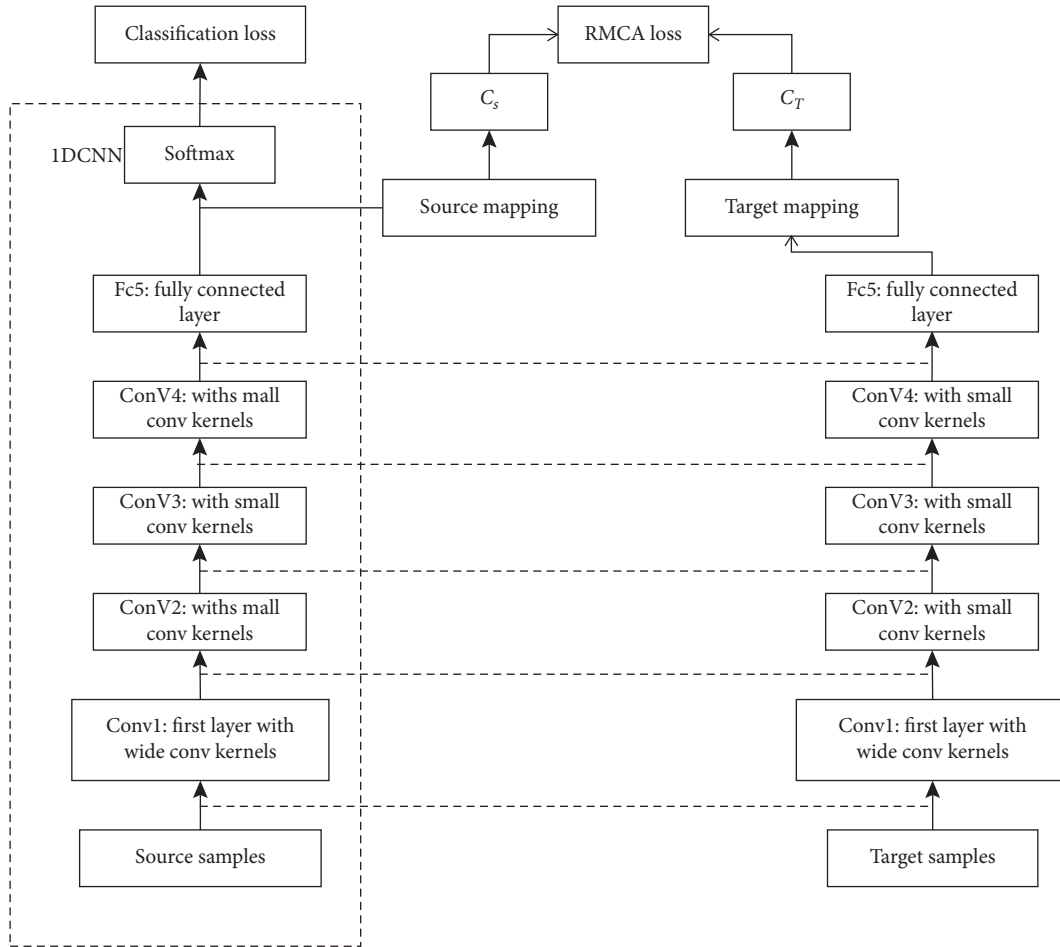 Classification loss
RMCA loss
C_s
C_T
1DCNN
Softmax
Source mapping
Target mapping
Fc5: fully connected
layer
Fc5: fully connected
layer
ConV4: withs mall
conv kernels
ConV4: with small
conv kernels
ConV3: with small
conv kernels
ConV3: with small
conv kernels
ConV2: withs mall
conv kernels
ConV2: with small
conv kernels
Conv1: first layer with
wide conv kernels
Conv1: first layer with
wide conv kernels
Source samples
Target samples